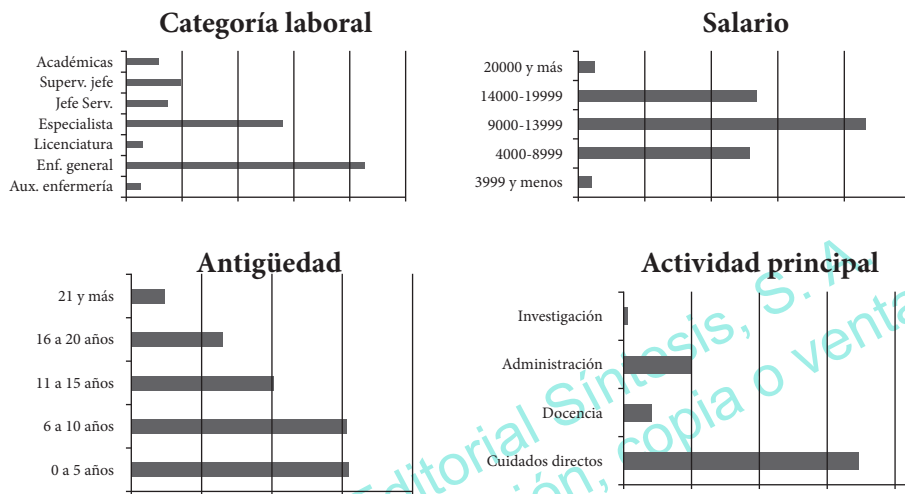 Categoría laboral
Académicas
Superv. jefe
Jefe Serv.
Especialista
Licenciatura
Enf. general
Aux. enfermería
Salario
20000 y más
14000-19999
9000-13999
4000-8999
3999 y menos
Antigüedad
21 y más
16 a 20 años
11 a 15 años
6 a 10 años
0 a 5 años
Actividad principal
Investigación
Administración
Docencia
Cuidados directos
Editorial Síntesis, S. A.
copia o venta